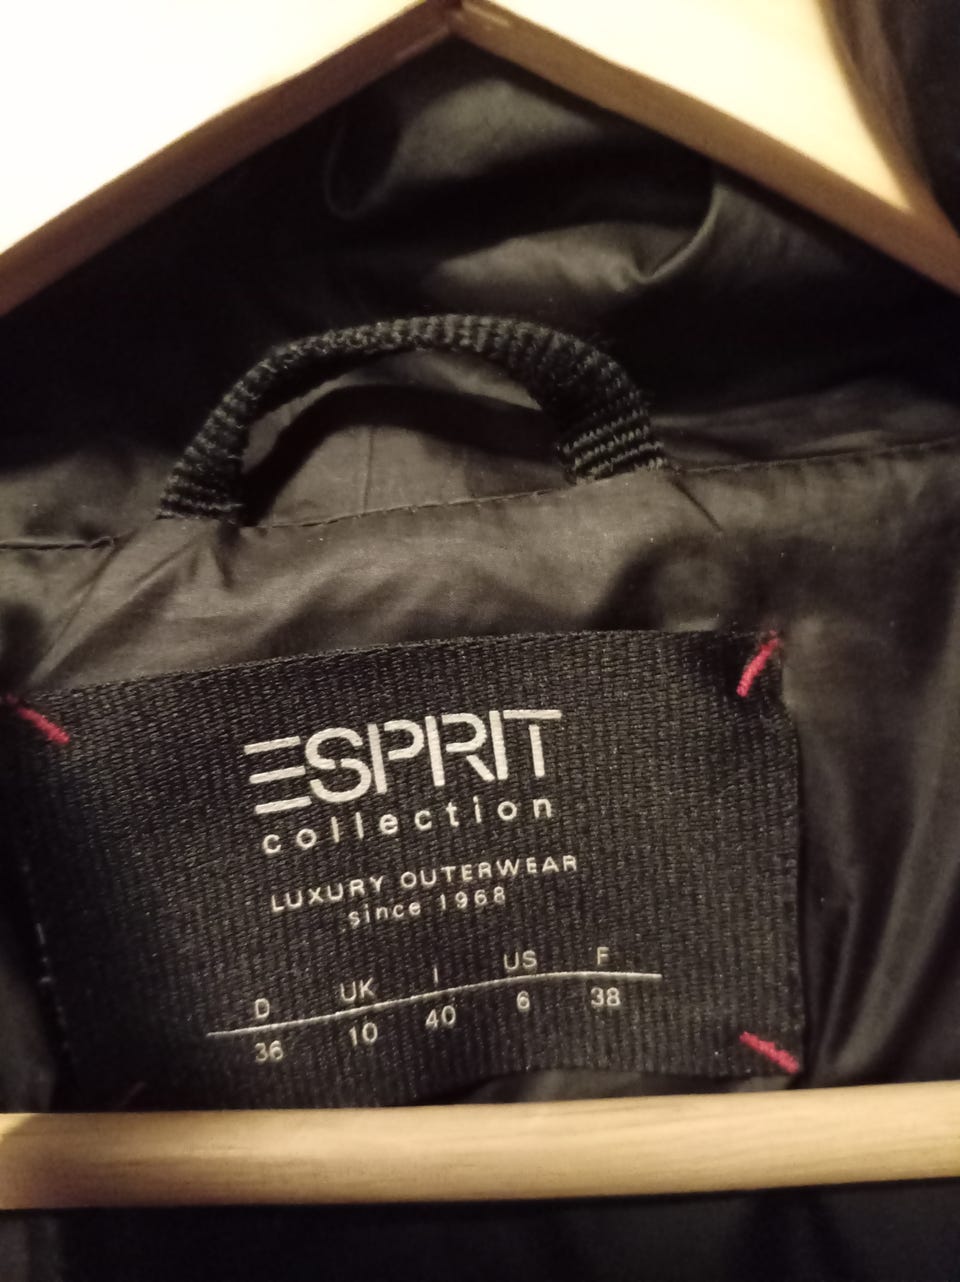 ESPRIT
collection
LUXURY OUTERWEAR
since 1968
D UK I US F
36 10 40 6 38